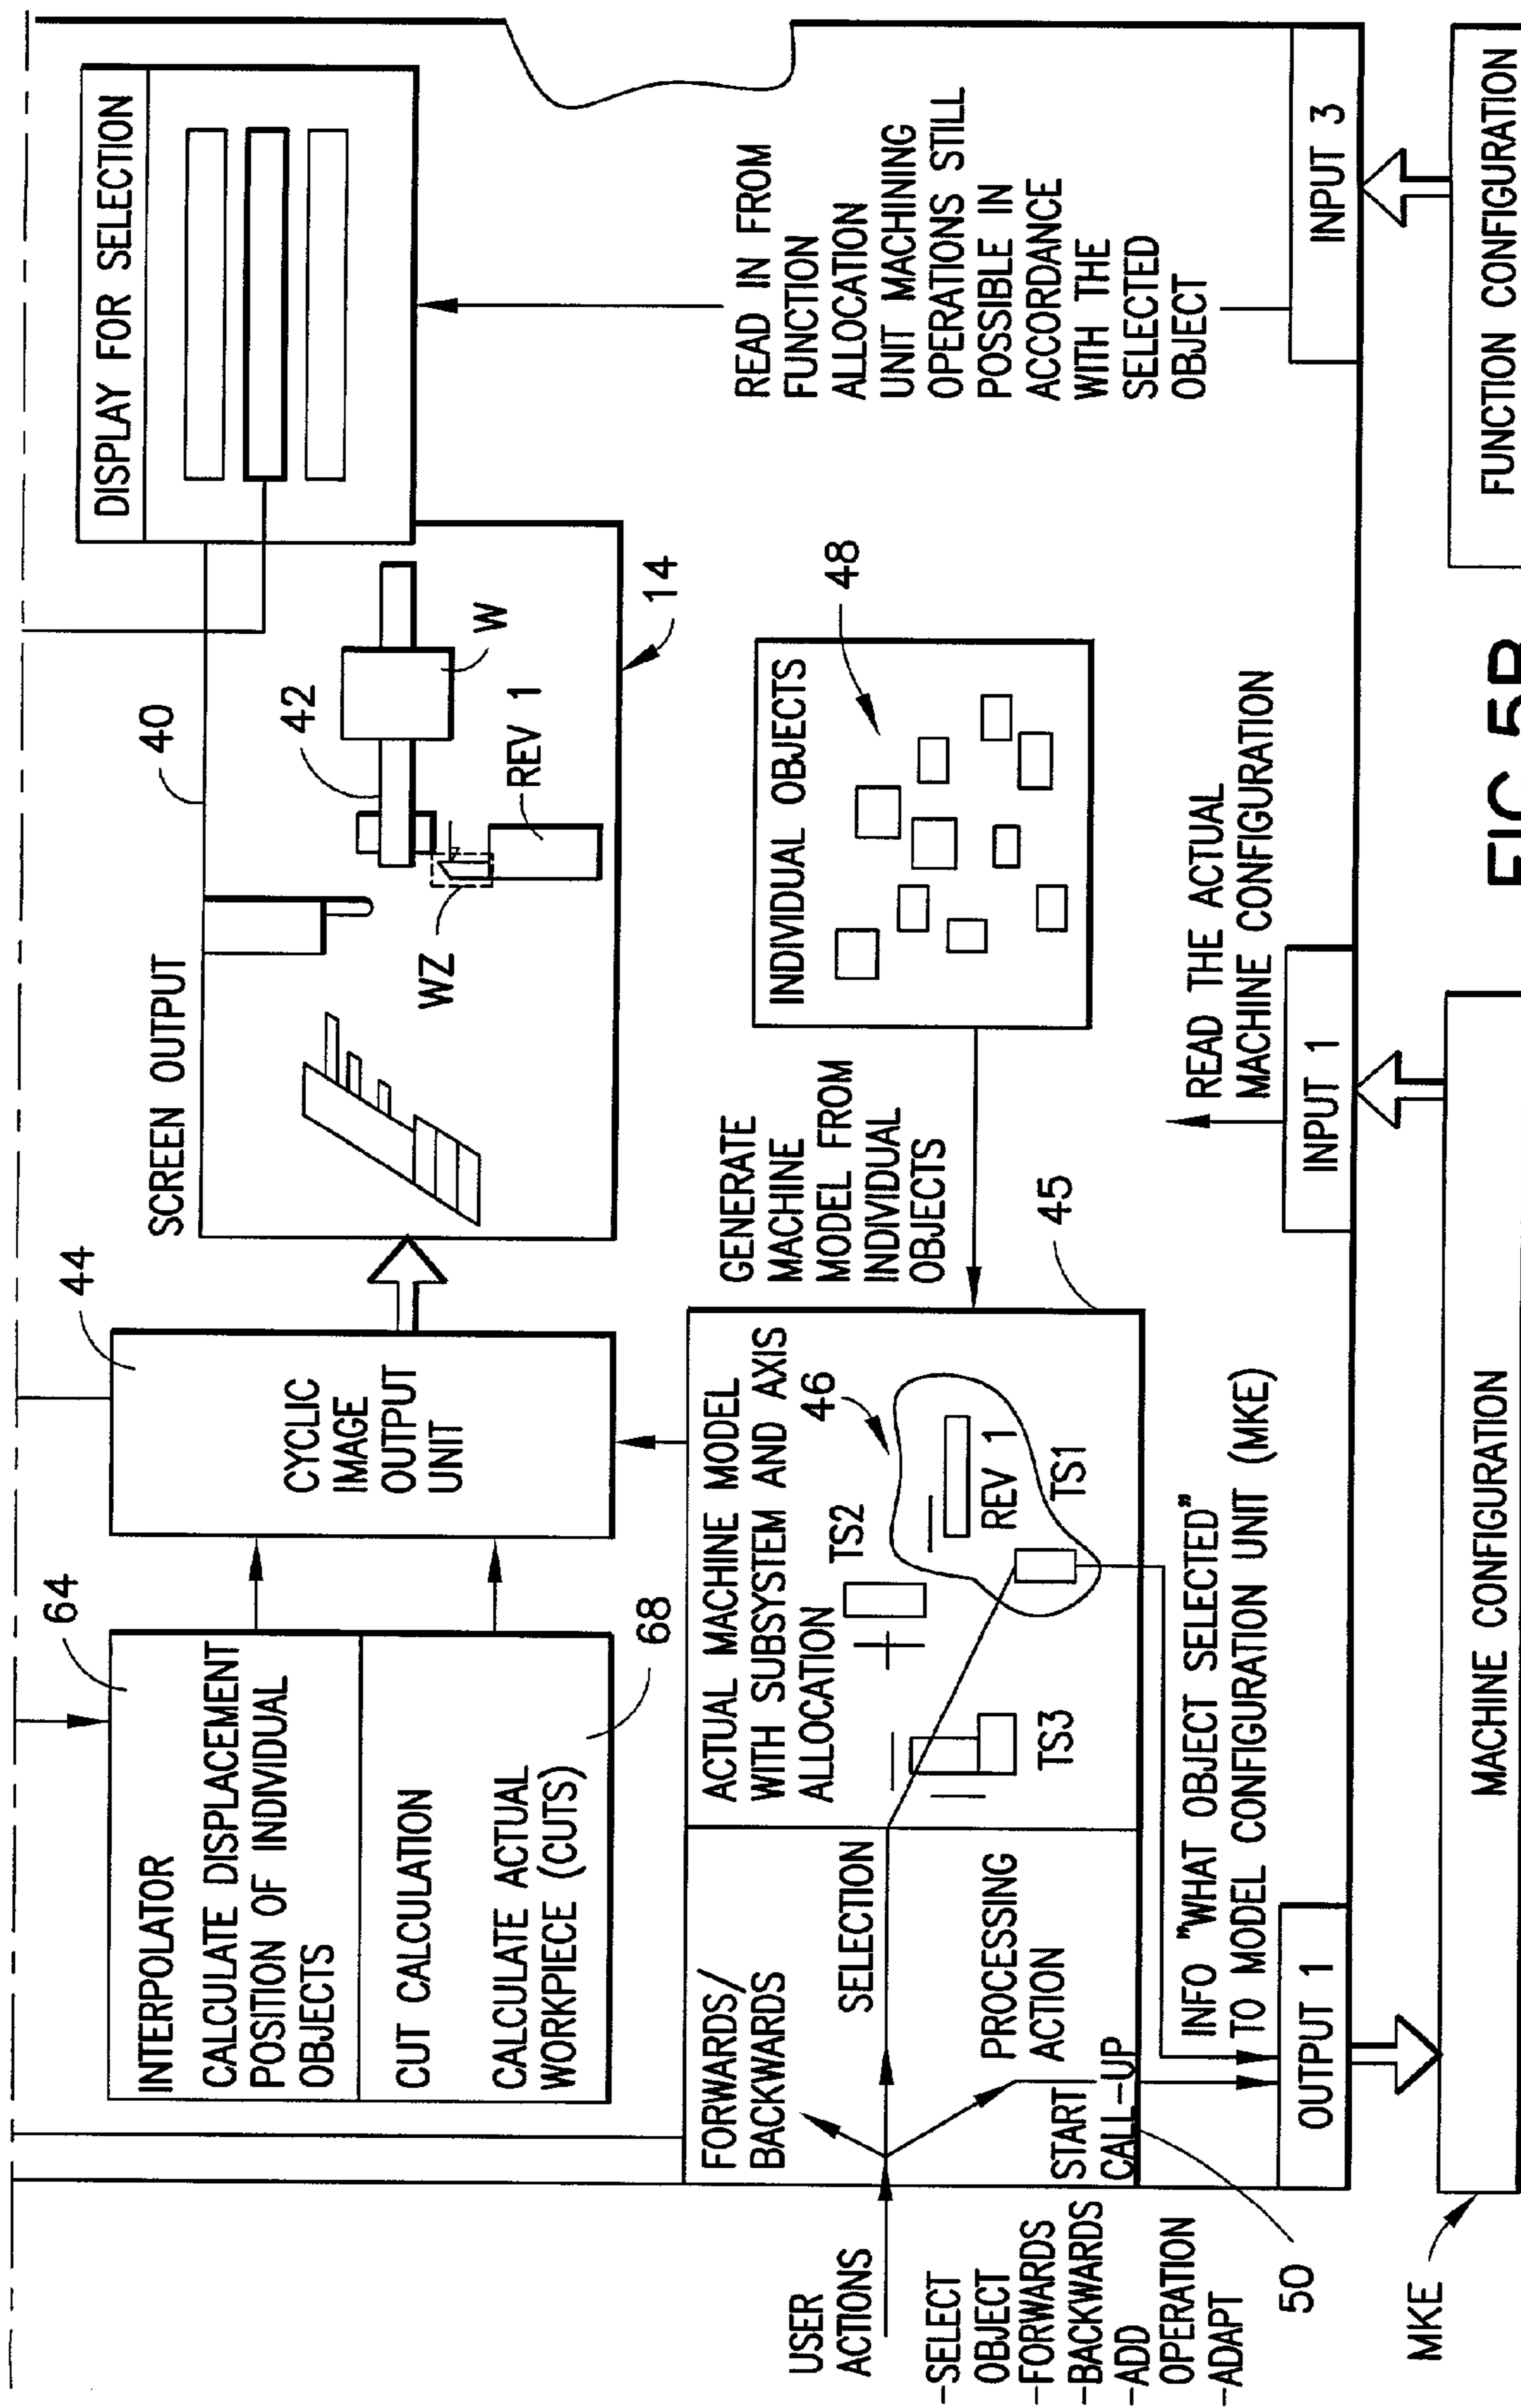 64
INTERPOLATOR
CALCULATE DISPLACEMENT
POSITION OF INDIVIDUAL
OBJECTS
CUT CALCULATION
CALCULATE ACTUAL
WORKPIECE (CUTS)
68
44
CYCLIC
IMAGE
OUTPUT
UNIT
SCREEN OUTPUT
40
42
W
WZ
REV 1
14
DISPLAY FOR SELECTION
USER
ACTIONS
-SELECT
OBJECT
-FORWARDS
-BACKWARDS
-ADD
OPERATION
-ADAPT
FORWARDS/
BACKWARDS
SELECTION
PROCESSING
ACTION
START
CALL-UP
50
ACTUAL MACHINE MODEL
WITH SUBSYSTEM AND AXIS
ALLOCATION
TS2
46
REV 1
TS1
TS3
45
GENERATE
MACHINE
MODEL FROM
INDIVIDUAL
OBJECTS
INDIVIDUAL OBJECTS
48
READ IN FROM
FUNCTION
ALLOCATION
UNIT MACHINING
OPERATIONS STILL
POSSIBLE IN
ACCORDANCE
WITH THE
SELECTED
OBJECT
INFO "WHAT OBJECT SELECTED"
TO MODEL CONFIGURATION UNIT (MKE)
READ THE ACTUAL
MACHINE CONFIGURATION
OUTPUT 1
INPUT 1
INPUT 3
MKE
MACHINE CONFIGURATION
FUNCTION CONFIGURATION
FIG. 5B